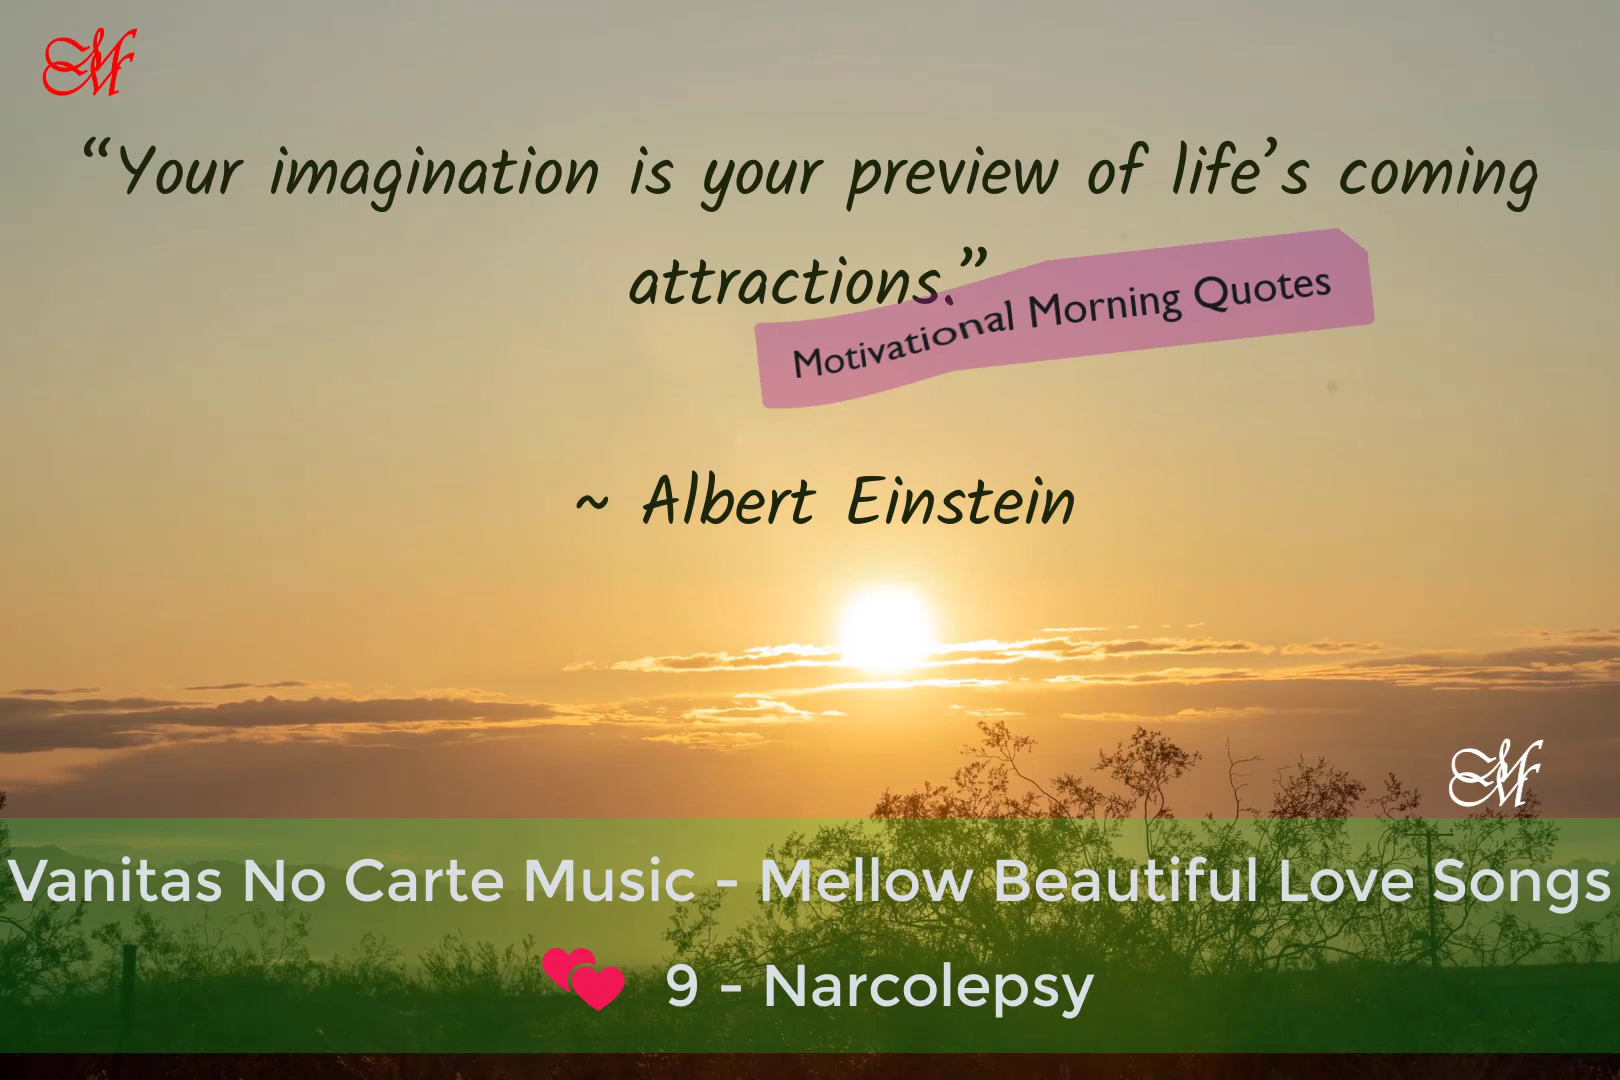 “Your imagination is your preview of life’s coming
attractions.”
Motivational Morning Quotes
~ Albert Einstein
Vanitas No Carte Music - Mellow Beautiful Love Songs
💕 9 - Narcolepsy